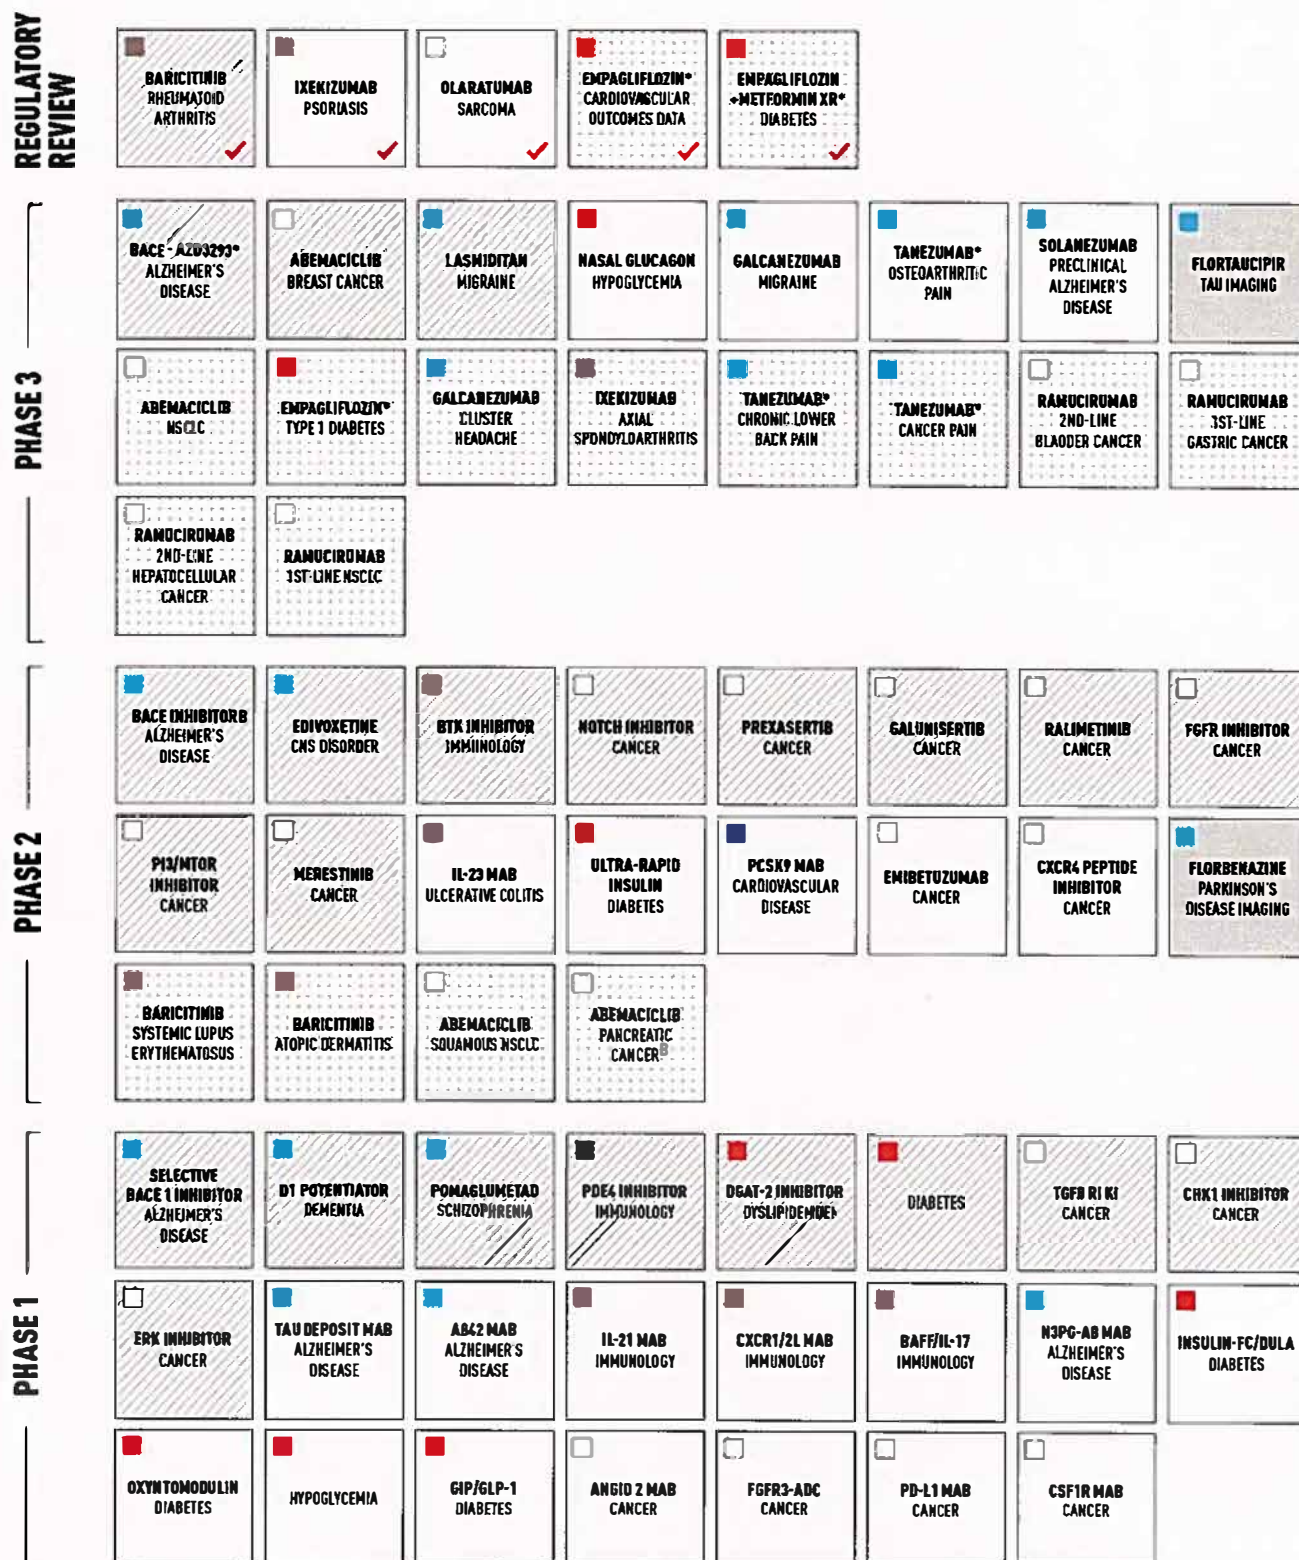 REGULATORY
REVIEW
BARICITINIB
RHEUMATOID
ARTHRITIS
IXEKIZUMAB
PSORIASIS
OLARATUMAB
SARCOMA
EMPAGLIFLOZIN*
CARDIOVASCULAR
OUTCOMES DATA
EMPAGLIFLOZIN
+METFORMIN XR*
DIABETES
PHASE 3
BACE - AZD3293*
ALZHEIMER'S
DISEASE
ABEMACICLIB
BREAST CANCER
LASMIDITAN
MIGRAINE
NASAL GLUCAGON
HYPOGLYCEMIA
GALCANEZUMAB
MIGRAINE
TANEZUMAB*
OSTEOARTHRITIC
PAIN
SOLANEZUMAB
PRECLINICAL
ALZHEIMER'S
DISEASE
FLORTAUCIPIR
TAU IMAGING
ABEMACICLIB
NSCLC
EMPAGLIFLOZIN*
TYPE 1 DIABETES
GALCANEZUMAB
CLUSTER
HEADACHE
IXEKIZUMAB
AXIAL
SPONDYLOARTHRITIS
TANEZUMAB*
CHRONIC LOWER
BACK PAIN
TANEZUMAB*
CANCER PAIN
RAMUCIRUMAB
2ND-LINE
BLADDER CANCER
RAMUCIRUMAB
1ST-LINE
GASTRIC CANCER
RAMUCIRUMAB
2ND-LINE
HEPATOCELLULAR
CANCER
RAMUCIRUMAB
1ST-LINE NSCLC
PHASE 2
BACE INHIBITOR B
ALZHEIMER'S
DISEASE
EDIVOXETINE
CNS DISORDER
BTK INHIBITOR
IMMUNOLOGY
NOTCH INHIBITOR
CANCER
PREXASERTIB
CANCER
GALUNISERTIB
CANCER
RALIMETINIB
CANCER
FGFR INHIBITOR
CANCER
PI3/MTOR
INHIBITOR
CANCER
MERESTINIB
CANCER
IL-23 MAB
ULCERATIVE COLITIS
ULTRA-RAPID
INSULIN
DIABETES
PCSK9 MAB
CARDIOVASCULAR
DISEASE
EMIBETUZUMAB
CANCER
CXCR4 PEPTIDE
INHIBITOR
CANCER
FLORBENAZINE
PARKINSON'S
DISEASE IMAGING
BARICITINIB
SYSTEMIC LUPUS
ERYTHEMATOSUS
BARICITINIB
ATOPIC DERMATITIS
ABEMACICLIB
SQUAMOUS NSCLC
ABEMACICLIB
PANCREATIC
CANCER
PHASE 1
SELECTIVE
BACE 1 INHIBITOR
ALZHEIMER'S
DISEASE
D1 POTENTIATOR
DEMENTIA
POMAGLUMETAD
SCHIZOPHRENIA
PDE4 INHIBITOR
IMMUNOLOGY
DGAT-2 INHIBITOR
DYSLIPIDEMIDEA
DIABETES
TGFB RI KI
CANCER
CHK1 INHIBITOR
CANCER
ERK INHIBITOR
CANCER
TAU DEPOSIT MAB
ALZHEIMER'S
DISEASE
AB42 MAB
ALZHEIMER'S
DISEASE
IL-21 MAB
IMMUNOLOGY
CXCR1/2L MAB
IMMUNOLOGY
BAFF/IL-17
IMMUNOLOGY
N3PG-AB MAB
ALZHEIMER'S
DISEASE
INSULIN-FC/DULA
DIABETES
OXYNTOMODULIN
DIABETES
HYPOGLYCEMIA
GIP/GLP-1
DIABETES
ANGIO 2 MAB
CANCER
FGFR3-ADC
CANCER
PD-L1 MAB
CANCER
CSF1R MAB
CANCER